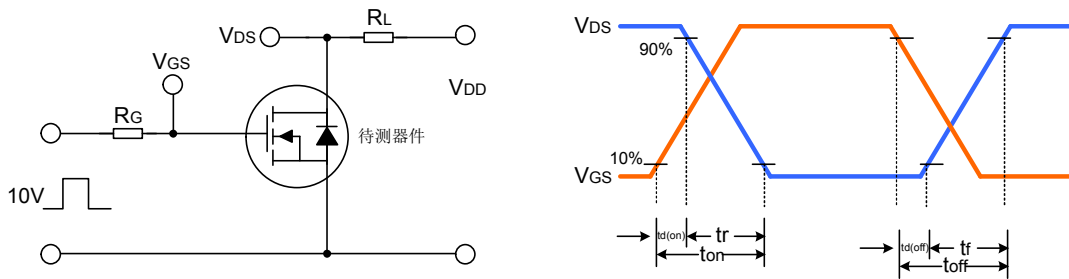 RL
VDS
VGS
VDD
RG
待测器件
10V
VDS
90%
10%
VGS
td(on)
tr
ton
td(off)
tf
toff